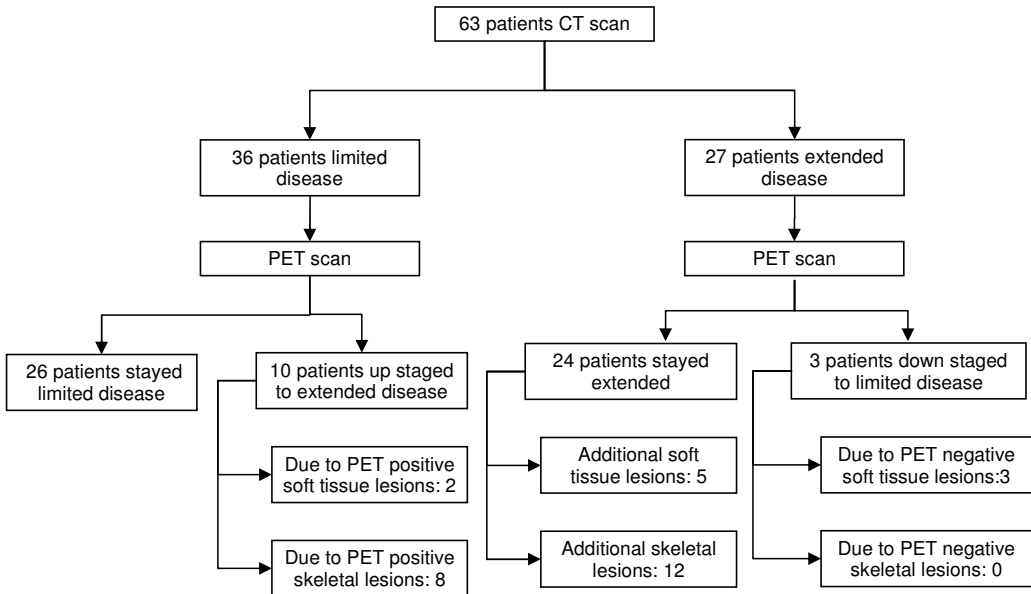 63 patients CT scan
36 patients limited
disease
27 patients extended
disease
PET scan
PET scan
26 patients stayed
limited disease
10 patients up staged
to extended disease
24 patients stayed
extended
3 patients down staged
to limited disease
Due to PET positive
soft tissue lesions: 2
Additional soft
tissue lesions: 5
Due to PET negative
soft tissue lesions:3
Due to PET positive
skeletal lesions: 8
Additional skeletal
lesions: 12
Due to PET negative
skeletal lesions: 0